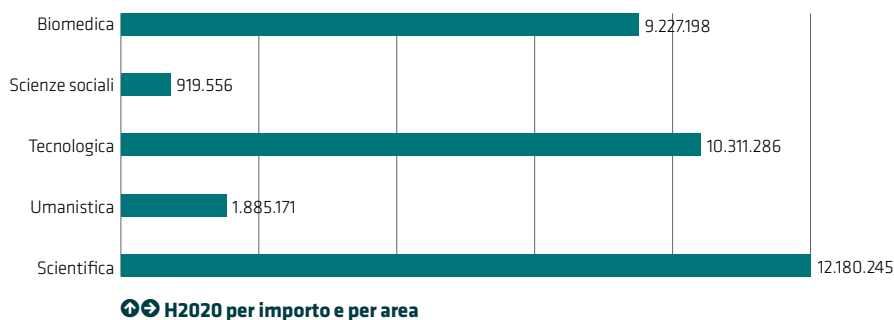 Biomedica 9.227.198
Scienze sociali 919.556
Tecnologica 10.311.286
Umanistica 1.885.171
Scientifica 12.180.245
H2020 per importo e per area